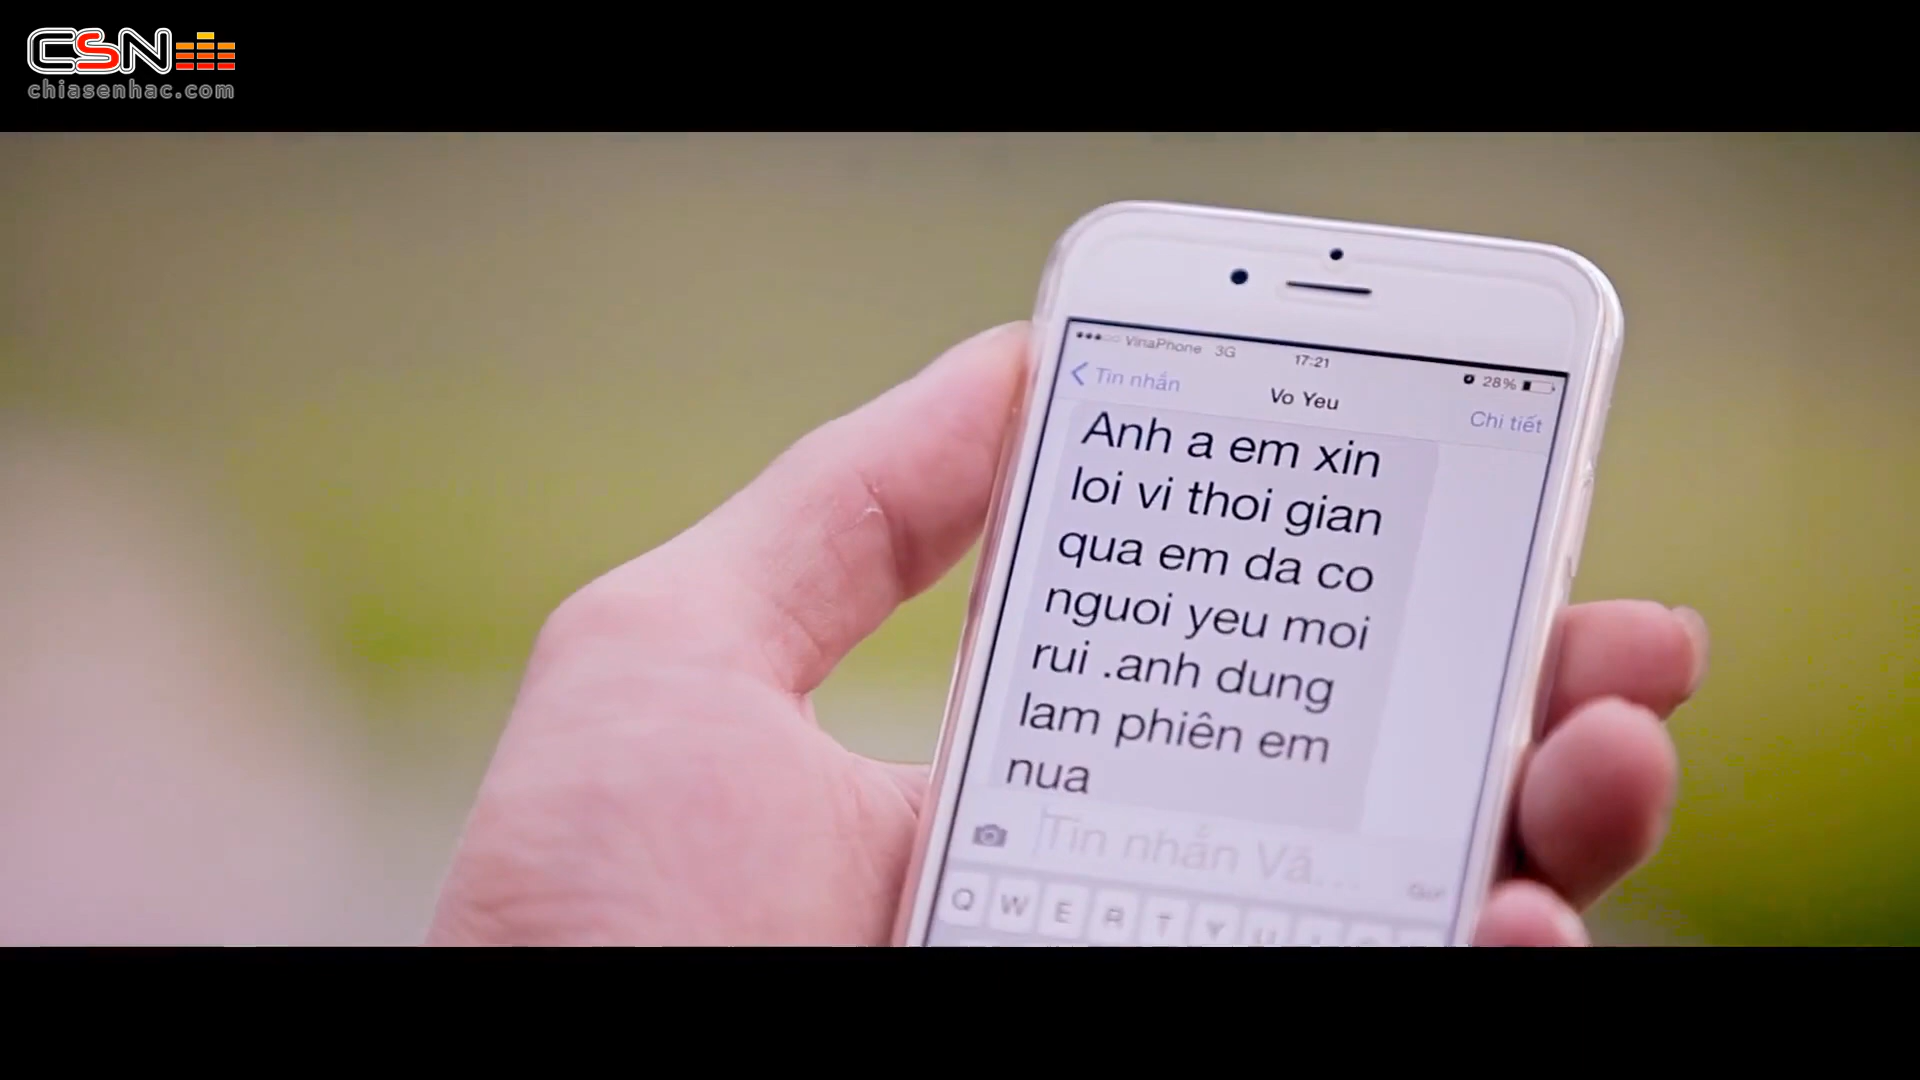 CSN
chiasenhac.com
VinaPhone 3G 17:21 28%
Tin nhắn Vo Yeu Chi tiết
Anh a em xin
loi vi thoi gian
qua em da co
nguoi yeu moi
rui .anh dung
lam phiên em
nua
Tin nhắn Vă...
Q W E R T Y U